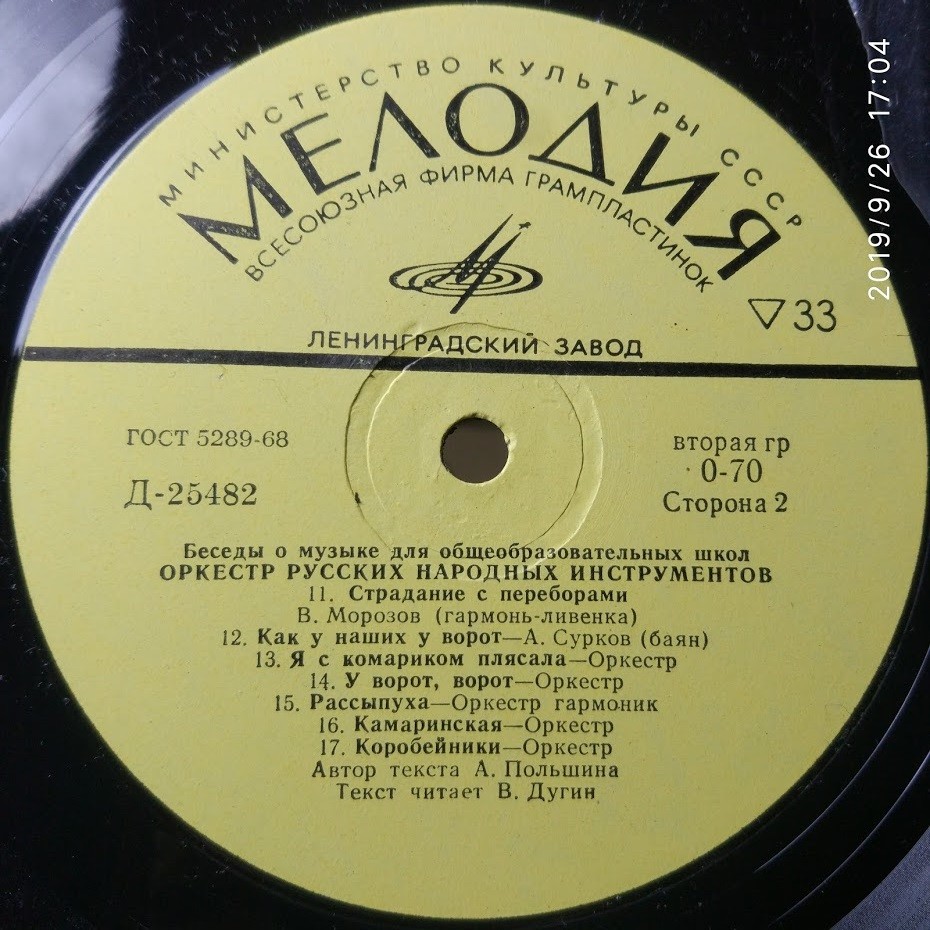 МИНИСТЕРСТВО КУЛЬТУРЫ СССР
МЕЛОДИЯ
ВСЕСОЮЗНАЯ ФИРМА ГРАМПЛАСТИНОК
33
ЛЕНИНГРАДСКИЙ ЗАВОД
ГОСТ 5289-68
Д-25482
вторая гр
0-70
Сторона 2
Беседы о музыке для общеобразовательных школ
ОРКЕСТР РУССКИХ НАРОДНЫХ ИНСТРУМЕНТОВ
11. Страдание с переборами
В. Морозов (гармонь-ливенка)
12. Как у наших у ворот—А. Сурков (баян)
13. Я с комариком плясала—Оркестр
14. У ворот, ворот—Оркестр
15. Рассыпуха—Оркестр гармоник
16. Камаринская—Оркестр
17. Коробейники—Оркестр
Автор текста А. Польшина
Текст читает В. Дугин
2019/9/26 17:04